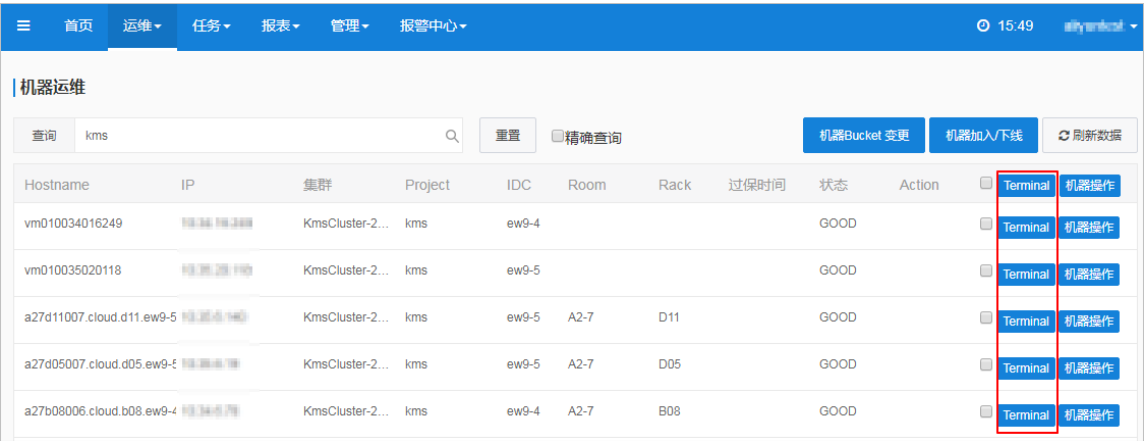 首页 运维 任务 报表 管理 报警中心 15:49
机器运维
查询 kms 重置 精确查询 机器Bucket 变更 机器加入/下线 刷新数据
Hostname IP 集群 Project IDC Room Rack 过保时间 状态 Action Terminal 机器操作
vm010034016249 KmsCluster-2... kms ew9-4 GOOD Terminal 机器操作
vm010035020118 KmsCluster-2... kms ew9-5 GOOD Terminal 机器操作
a27d11007.cloud.d11.ew9-5 KmsCluster-2... kms ew9-5 A2-7 D11 GOOD Terminal 机器操作
a27d05007.cloud.d05.ew9-5 KmsCluster-2... kms ew9-5 A2-7 D05 GOOD Terminal 机器操作
a27b08006.cloud.b08.ew9-4 KmsCluster-2... kms ew9-4 A2-7 B08 GOOD Terminal 机器操作